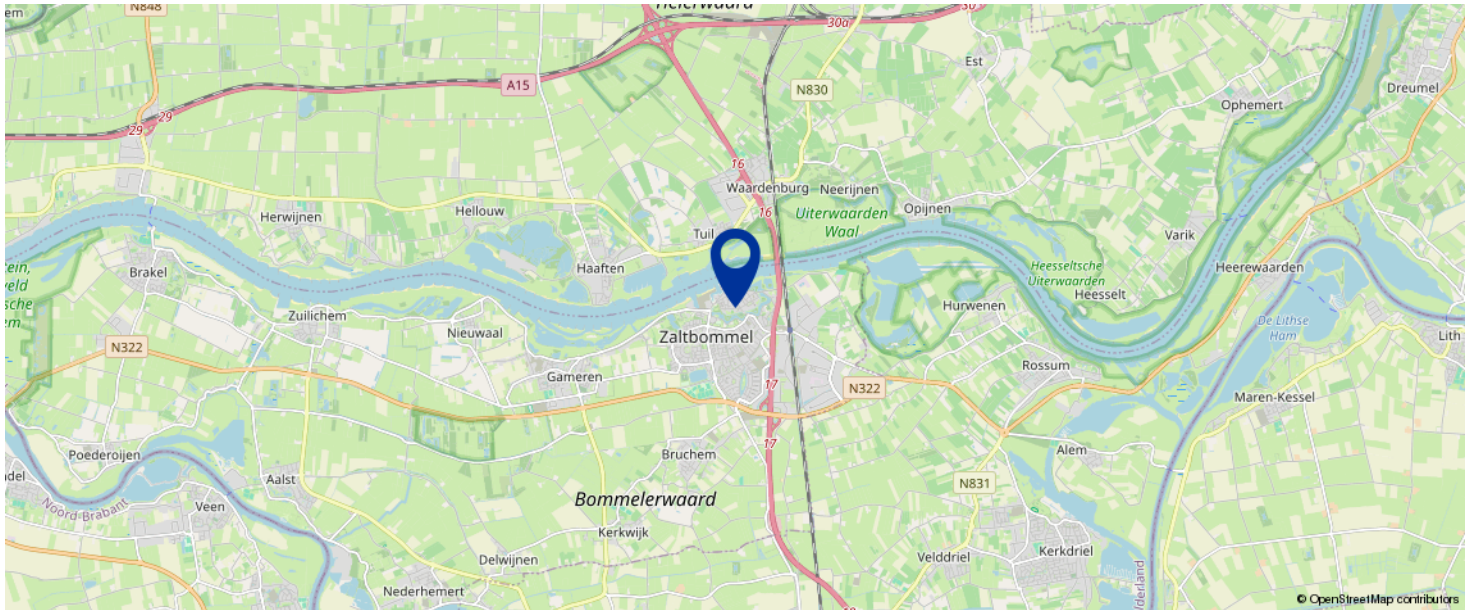 N848
30
30a
Est
A15
N830
Ophemert
Dreumel
29
29
16
Waardenburg
Neerijnen
Herwijnen
Hellouw
16
Uiterwaarden
Waal
Opijnen
Tuil
Varik
Brakel
Haaften
Heesseltsche
Uiterwaarden
Heerewaarden
Heesselt
Zuilichem
Nieuwaal
Hurwenen
De Lithse
Ham
Zaltbommel
Lith
N322
Gameren
17
N322
Rossum
Maren-Kessel
17
Poederoijen
Bruchem
Alem
Aalst
N831
Noord-Brabant
Veen
Bommelerwaard
Kerkwijk
Velddriel
Kerkdriel
Delwijnen
Nederhemert
© OpenStreetMap contributors